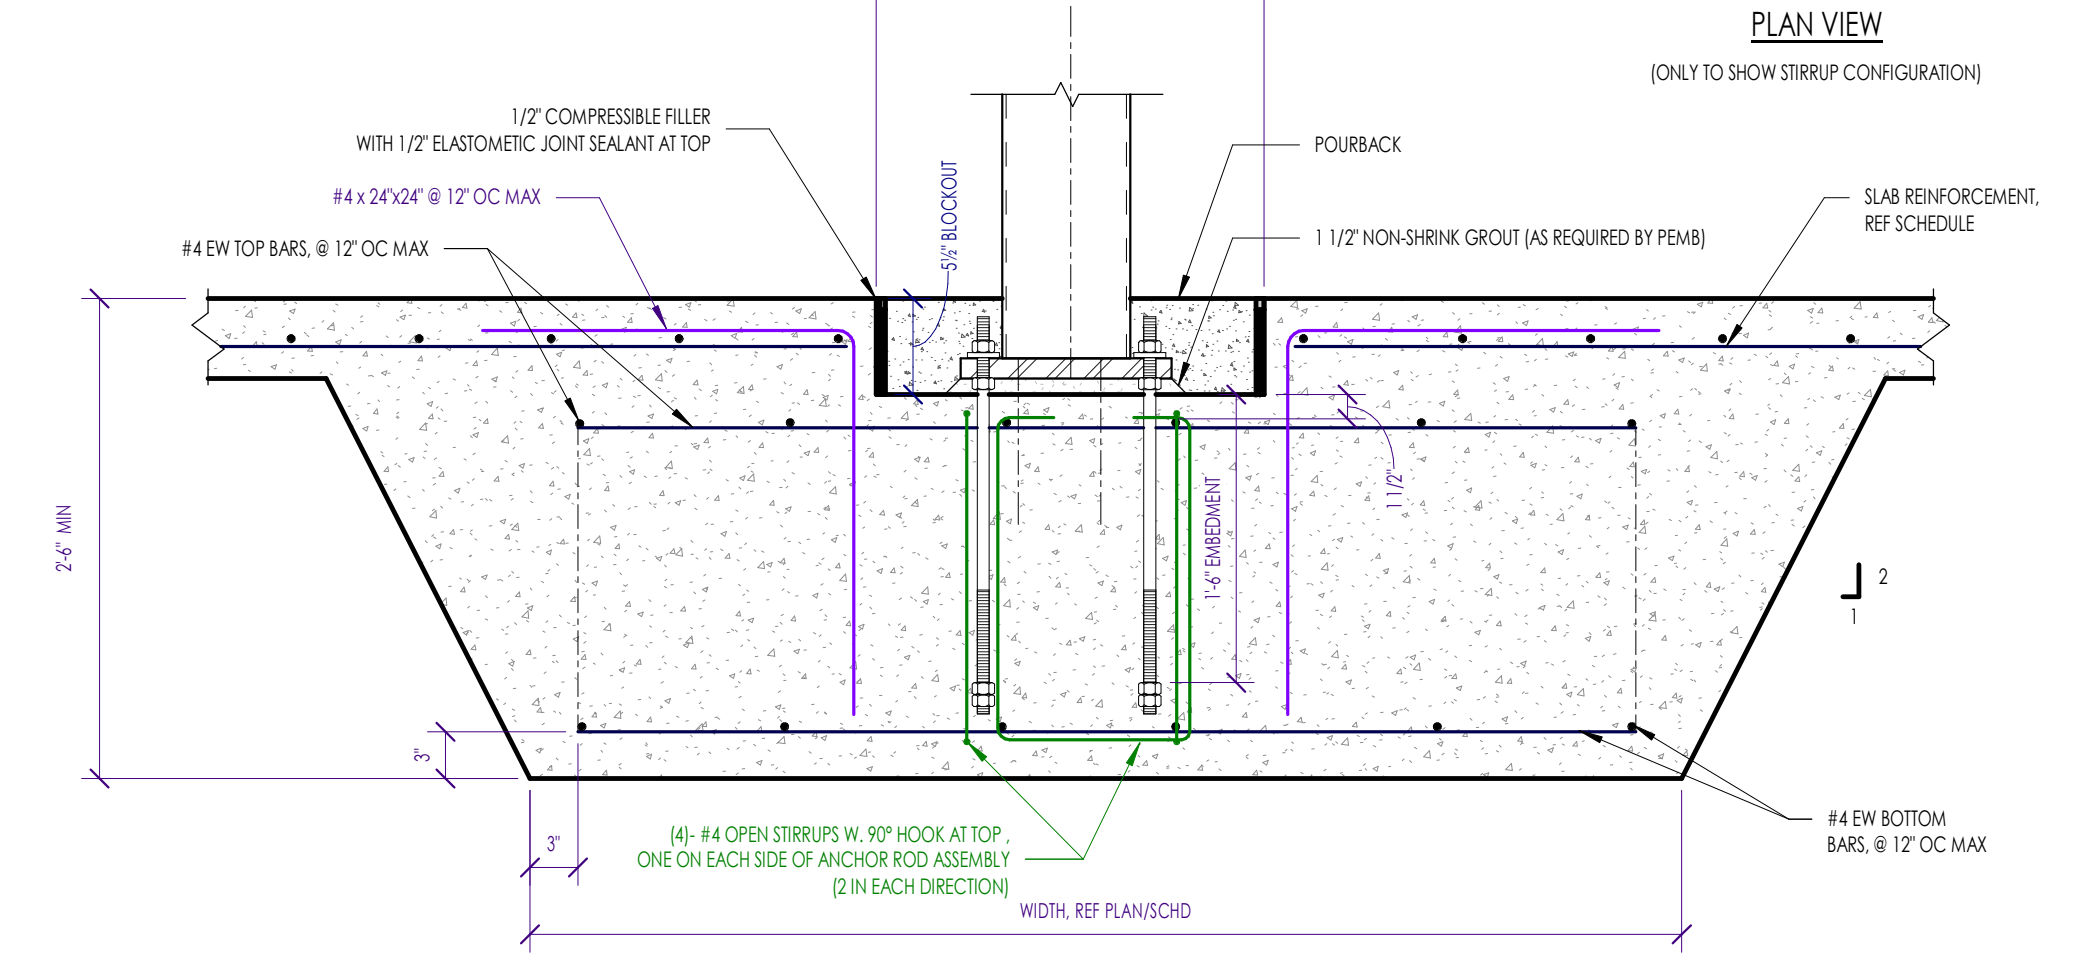 PLAN VIEW
(ONLY TO SHOW STIRRUP CONFIGURATION)
1/2" COMPRESSIBLE FILLER
WITH 1/2" ELASTOMETIC JOINT SEALANT AT TOP
#4 x 24"x24" @ 12" OC MAX
#4 EW TOP BARS, @ 12" OC MAX
5½" BLOCKOUT
POURBACK
1 1/2" NON-SHRINK GROUT (AS REQUIRED BY PEMB)
SLAB REINFORCEMENT,
REF SCHEDULE
2'-6" MIN
1'-6" EMBEDMENT
1 1/2"
2
1
3"
3"
(4)- #4 OPEN STIRRUPS W. 90° HOOK AT TOP ,
ONE ON EACH SIDE OF ANCHOR ROD ASSEMBLY
(2 IN EACH DIRECTION)
#4 EW BOTTOM
BARS, @ 12" OC MAX
WIDTH, REF PLAN/SCHD